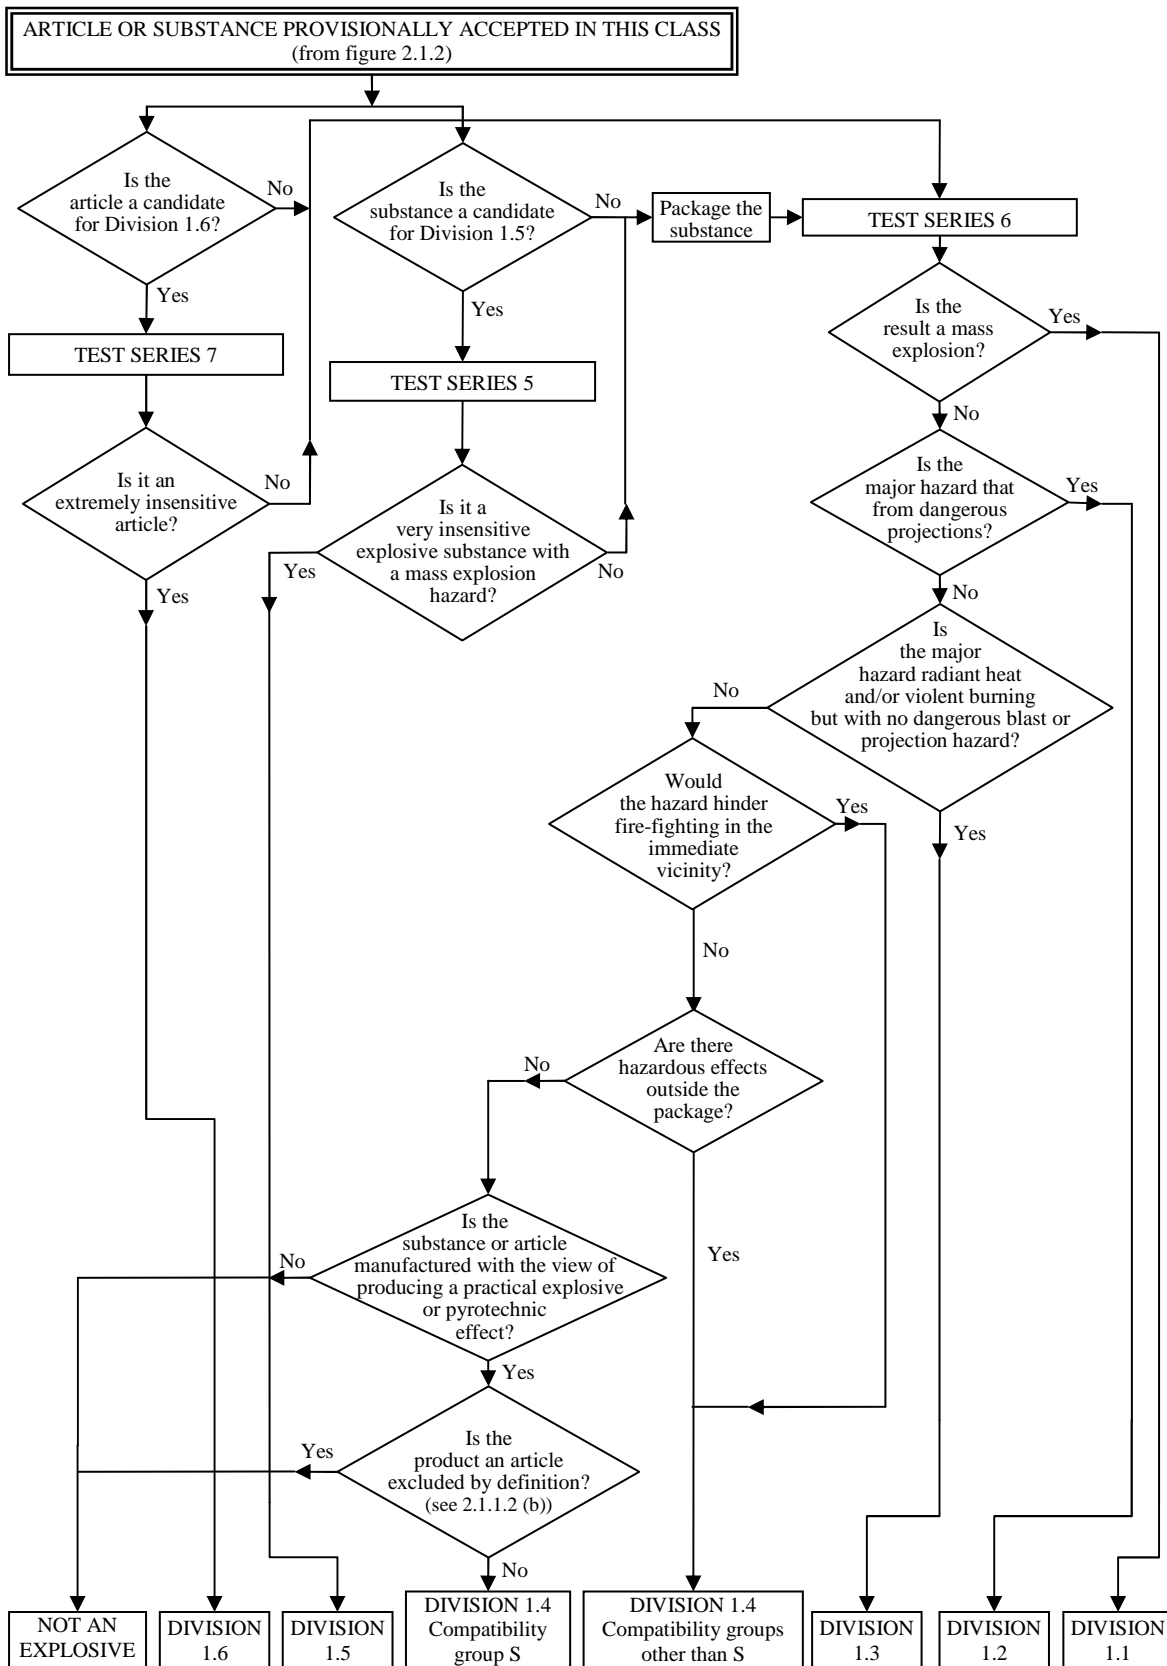 ARTICLE OR SUBSTANCE PROVISIONALLY ACCEPTED IN THIS CLASS
(from figure 2.1.2)
Is the
article a candidate
for Division 1.6?
No
Yes
TEST SERIES 7
Is it an
extremely insensitive
article?
No
Yes
Is the
substance a candidate
for Division 1.5?
No
Yes
TEST SERIES 5
Is it a
very insensitive
explosive substance with
a mass explosion
hazard?
Yes
No
Package the
substance
TEST SERIES 6
Is the
result a mass
explosion?
Yes
No
Is the
major hazard that
from dangerous
projections?
Yes
No
Is
the major
hazard radiant heat
and/or violent burning
but with no dangerous blast or
projection hazard?
No
Yes
Would
the hazard hinder
fire-fighting in the
immediate
vicinity?
Yes
No
Are there
hazardous effects
outside the
package?
No
Yes
Is the
substance or article
manufactured with the view of
producing a practical explosive
or pyrotechnic
effect?
No
Yes
Is the
product an article
excluded by definition?
(see 2.1.1.2 (b))
Yes
No
NOT AN
EXPLOSIVE
DIVISION
1.6
DIVISION
1.5
DIVISION 1.4
Compatibility
group S
DIVISION 1.4
Compatibility groups
other than S
DIVISION
1.3
DIVISION
1.2
DIVISION
1.1